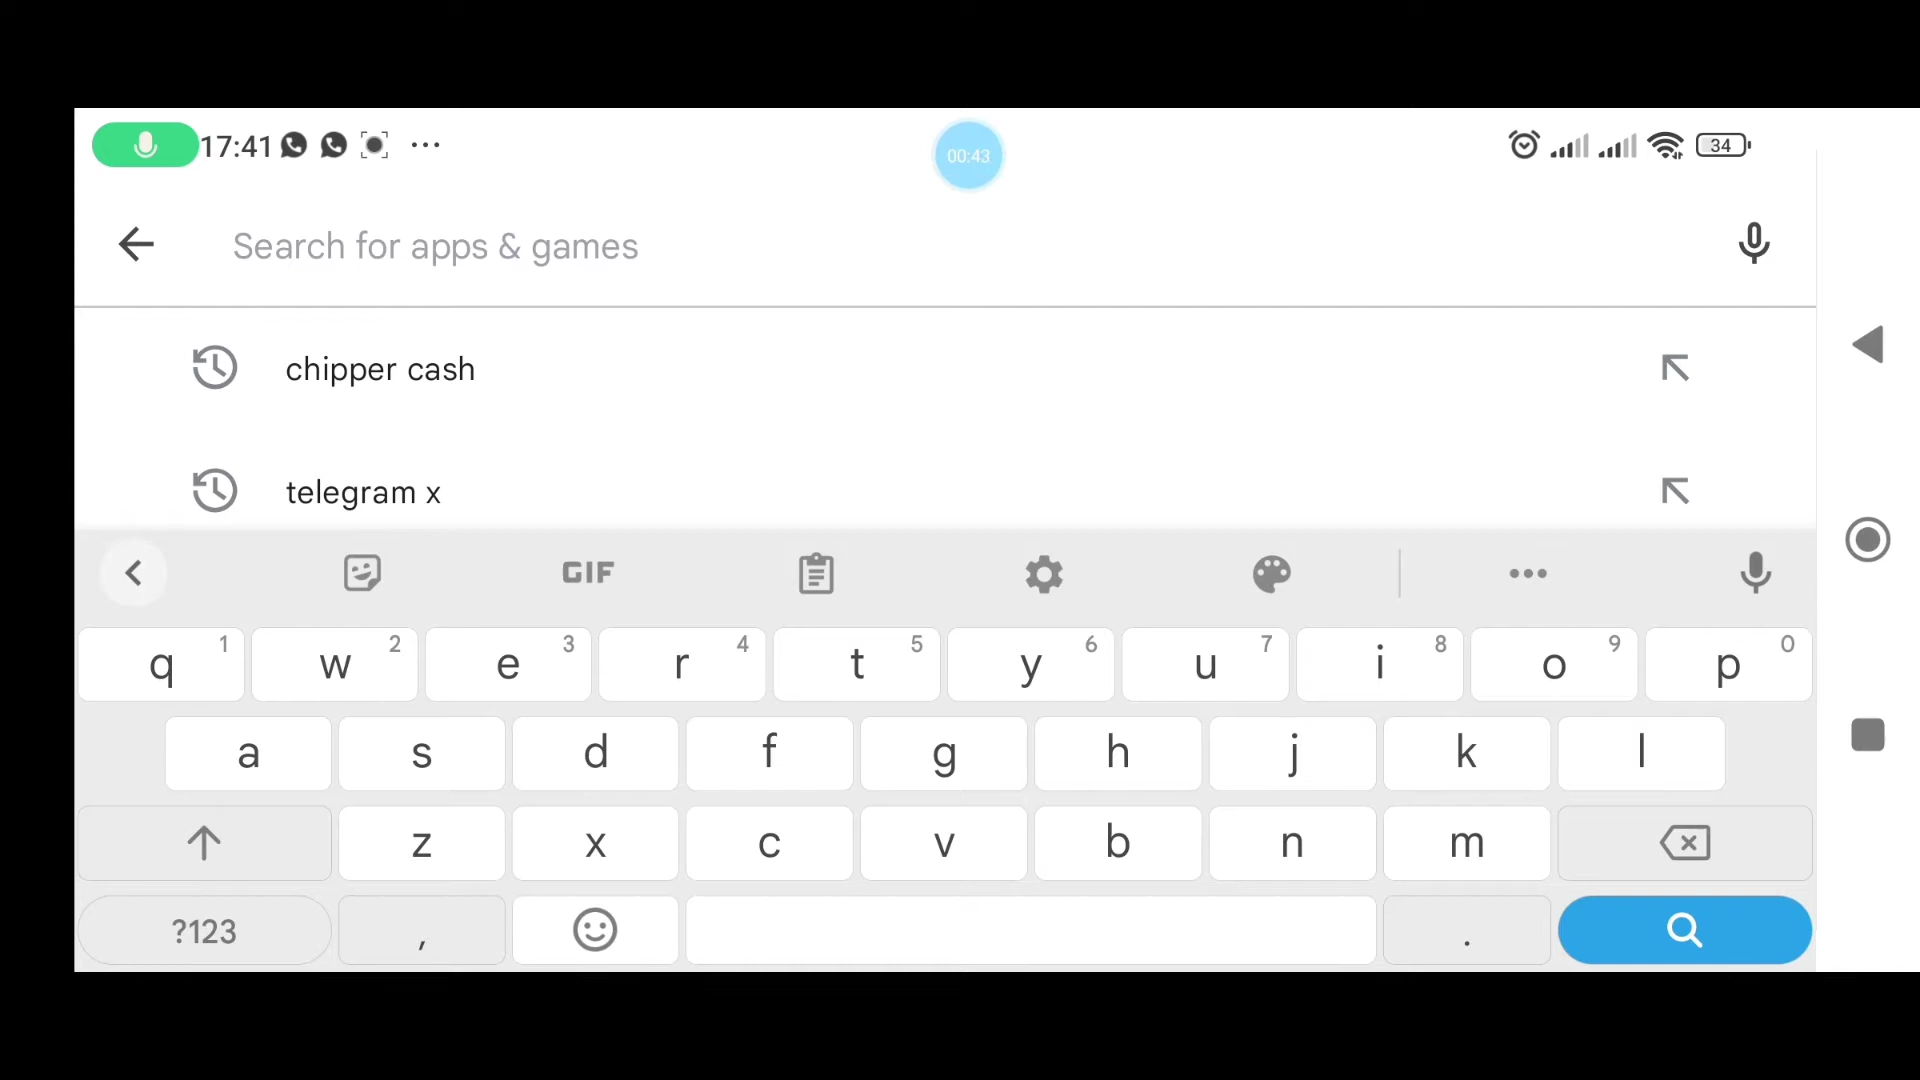 17:41
00:43
34
Search for apps & games
chipper cash
telegram x
GIF
q 1 w 2 e 3 r 4 t 5 y 6 u 7 i 8 o 9 p 0
a s d f g h j k l
z x c v b n m
?123 , .